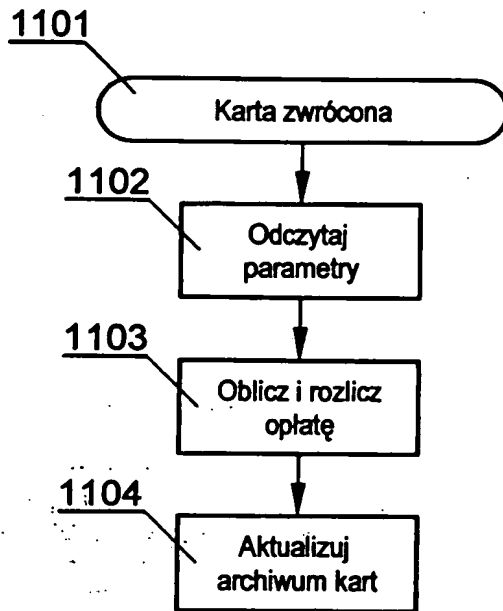 1101
Karta zwrócona
1102
Odczytaj
parametry
1103
Oblicz i rozlicz
opłatę
1104
Aktualizuj
archiwum kart